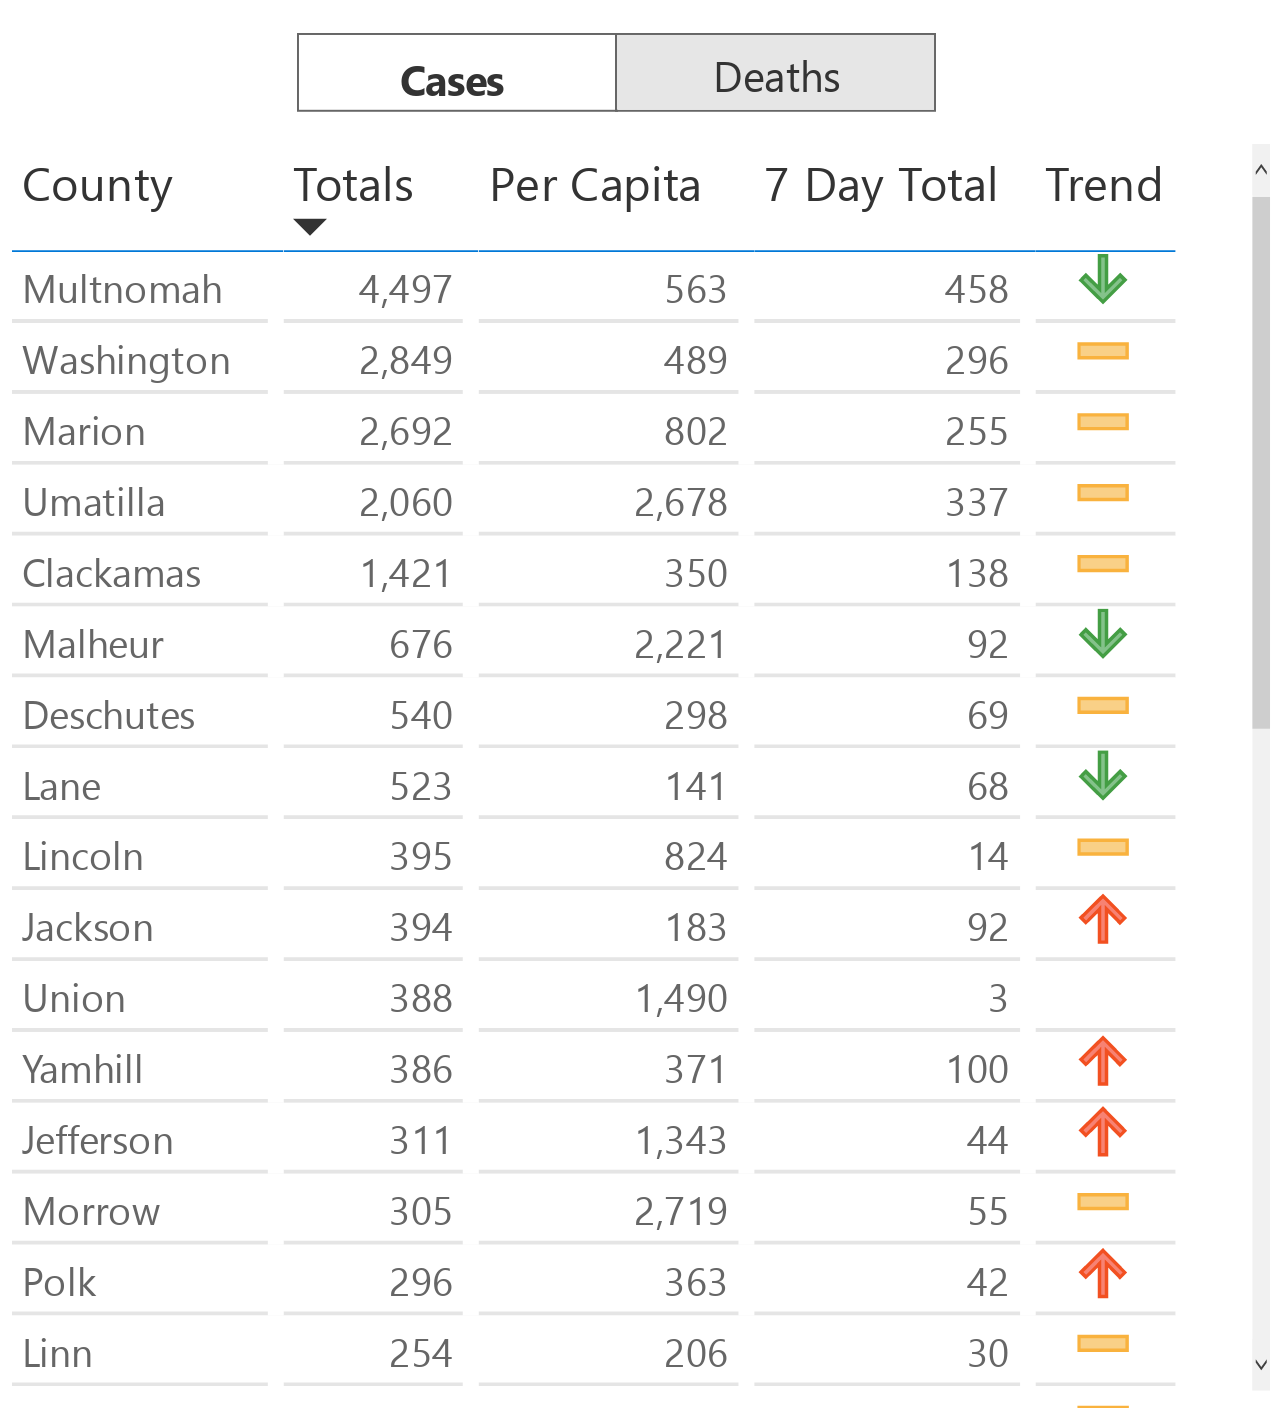 Cases Deaths
County Totals Per Capita 7 Day Total Trend
Multnomah 4,497 563 458
Washington 2,849 489 296
Marion 2,692 802 255
Umatilla 2,060 2,678 337
Clackamas 1,421 350 138
Malheur 676 2,221 92
Deschutes 540 298 69
Lane 523 141 68
Lincoln 395 824 14
Jackson 394 183 92
Union 388 1,490 3
Yamhill 386 371 100
Jefferson 311 1,343 44
Morrow 305 2,719 55
Polk 296 363 42
Linn 254 206 30